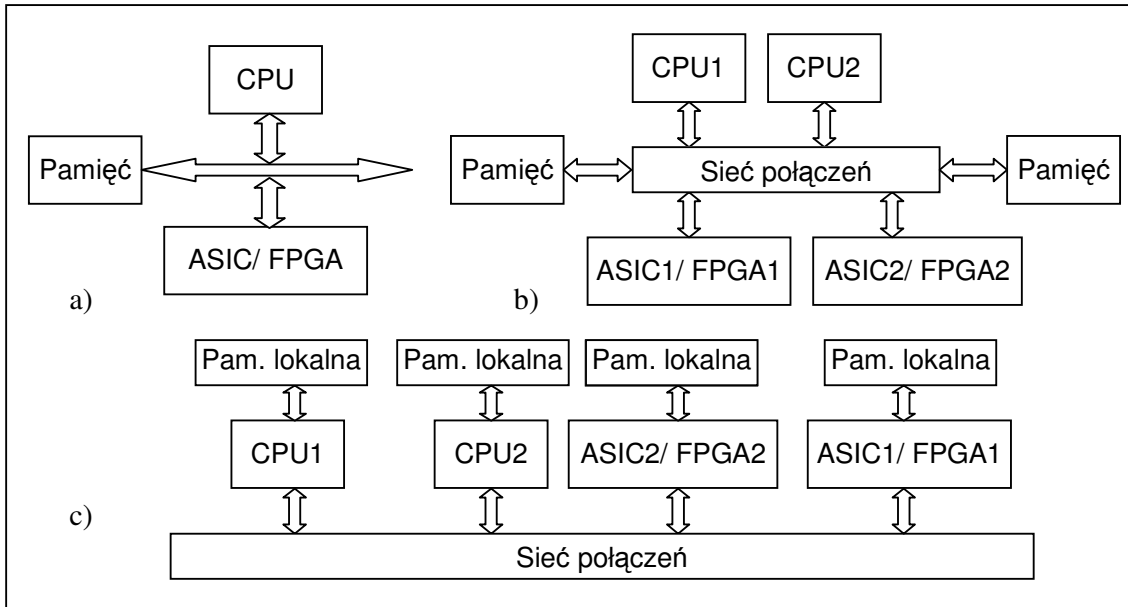 CPU
Pamięć
ASIC/ FPGA
a)
CPU1
CPU2
Pamięć
Sieć połączeń
Pamięć
ASIC1/ FPGA1
ASIC2/ FPGA2
b)
Pam. lokalna
Pam. lokalna
Pam. lokalna
Pam. lokalna
CPU1
CPU2
ASIC2/ FPGA2
ASIC1/ FPGA1
c)
Sieć połączeń